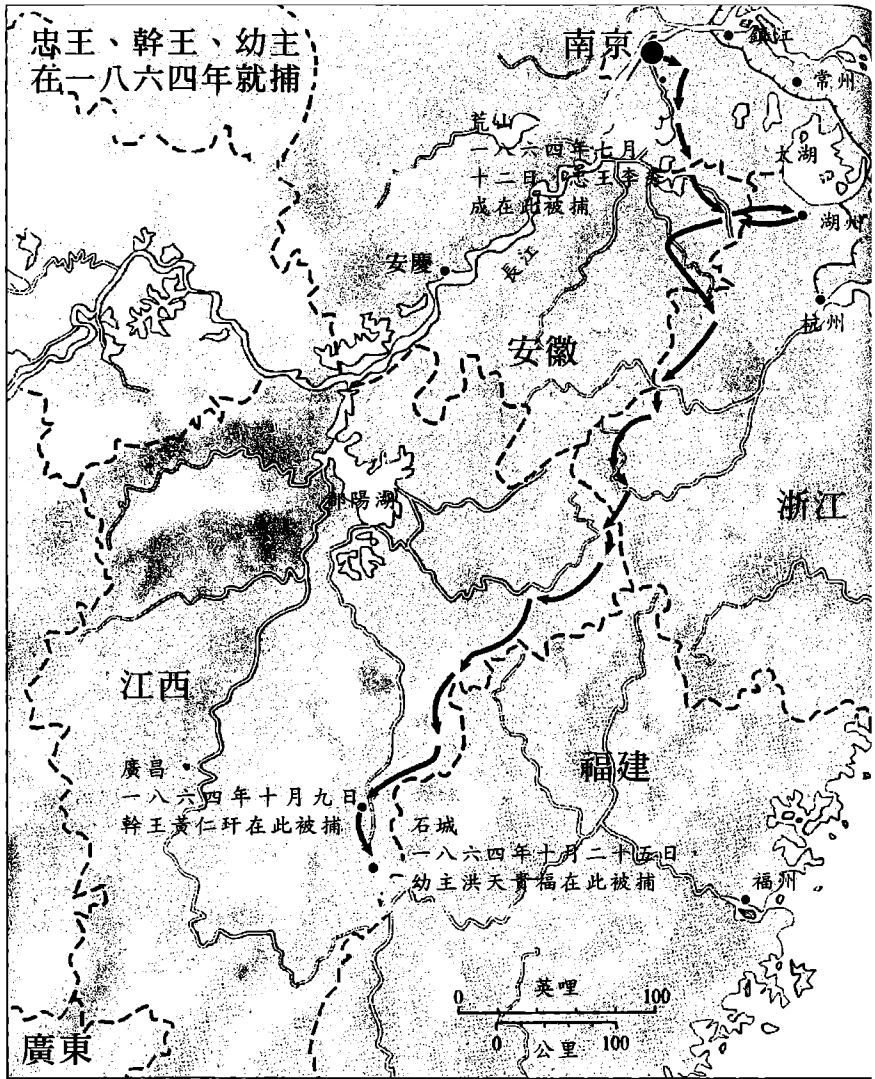 忠王、幹王、幼主
在一八六四年就捕
南京
鎮江
常州
荒山
一八六四年七月
太湖
十二日，忠王李秀
成在此被捕
湖州
安慶
長江
杭州
安徽
鄱陽湖
浙江
江西
福建
廣昌
一八六四年十月九日
幹王黃仁玕在此被捕
石城
一八六四年十月二十五日
幼主洪天貴福在此被捕
福州
英哩
0 100
0 100
公里
廣東